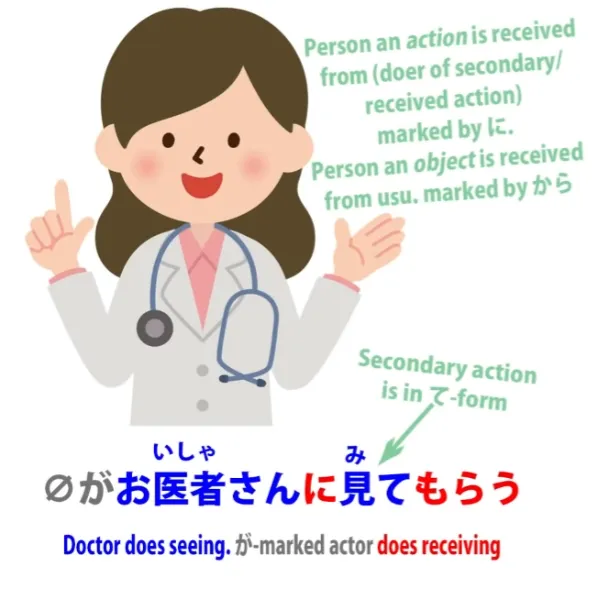 Person an action is received
from (doer of secondary/
received action)
marked by に.
Person an object is received
from usu. marked by から
Secondary action
is in て-form
いしゃ み
∅がお医者さんに見てもらう
Doctor does seeing. が-marked actor does receiving